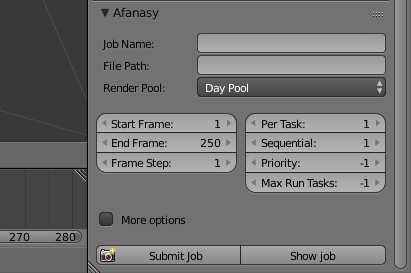 Afanasy
Job Name:
File Path:
Render Pool: Day Pool
Start Frame: 1
End Frame: 250
Frame Step: 1
Per Task: 1
Sequential: 1
Priority: -1
Max Run Tasks: -1
More options
270 280
Submit Job Show job